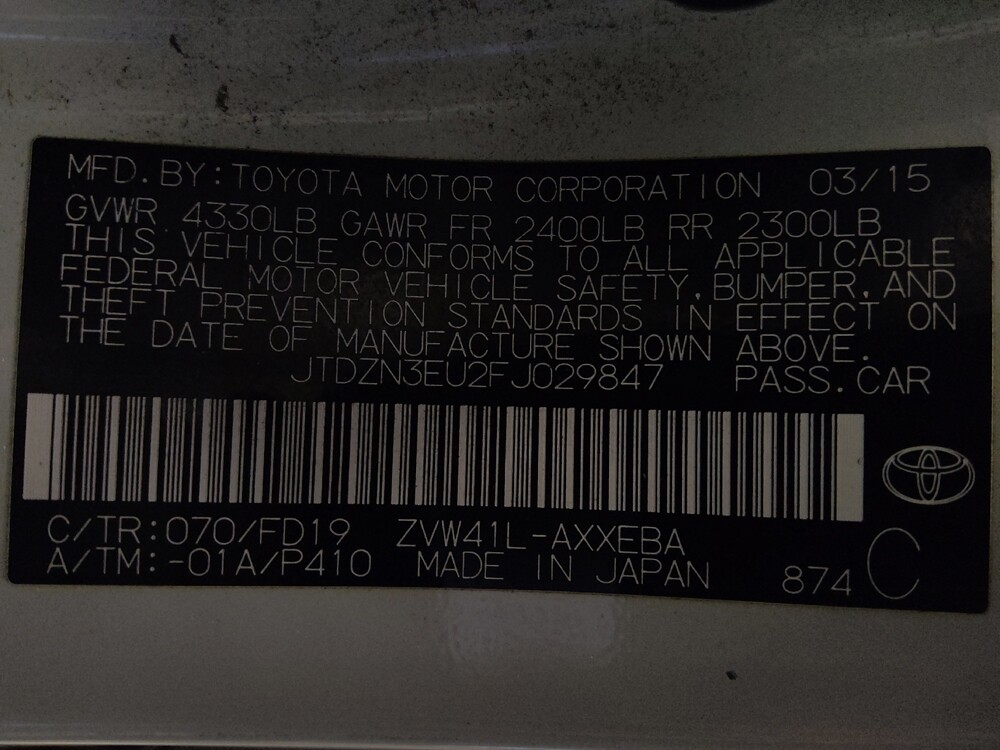 MFD. BY: TOYOTA MOTOR CORPORATION 03/15
GVWR 4330LB GAWR FR 2400LB RR 2300LB
THIS VEHICLE CONFORMS TO ALL APPLICABLE
FEDERAL MOTOR VEHICLE SAFETY, BUMPER, AND
THEFT PREVENTION STANDARDS IN EFFECT ON
THE DATE OF MANUFACTURE SHOWN ABOVE.
JTDZN3EU2FJ029847 PASS. CAR
C/TR: 070/FD19 ZVW41L-AXXEBA
A/TM: -01A/P410 MADE IN JAPAN 874 C